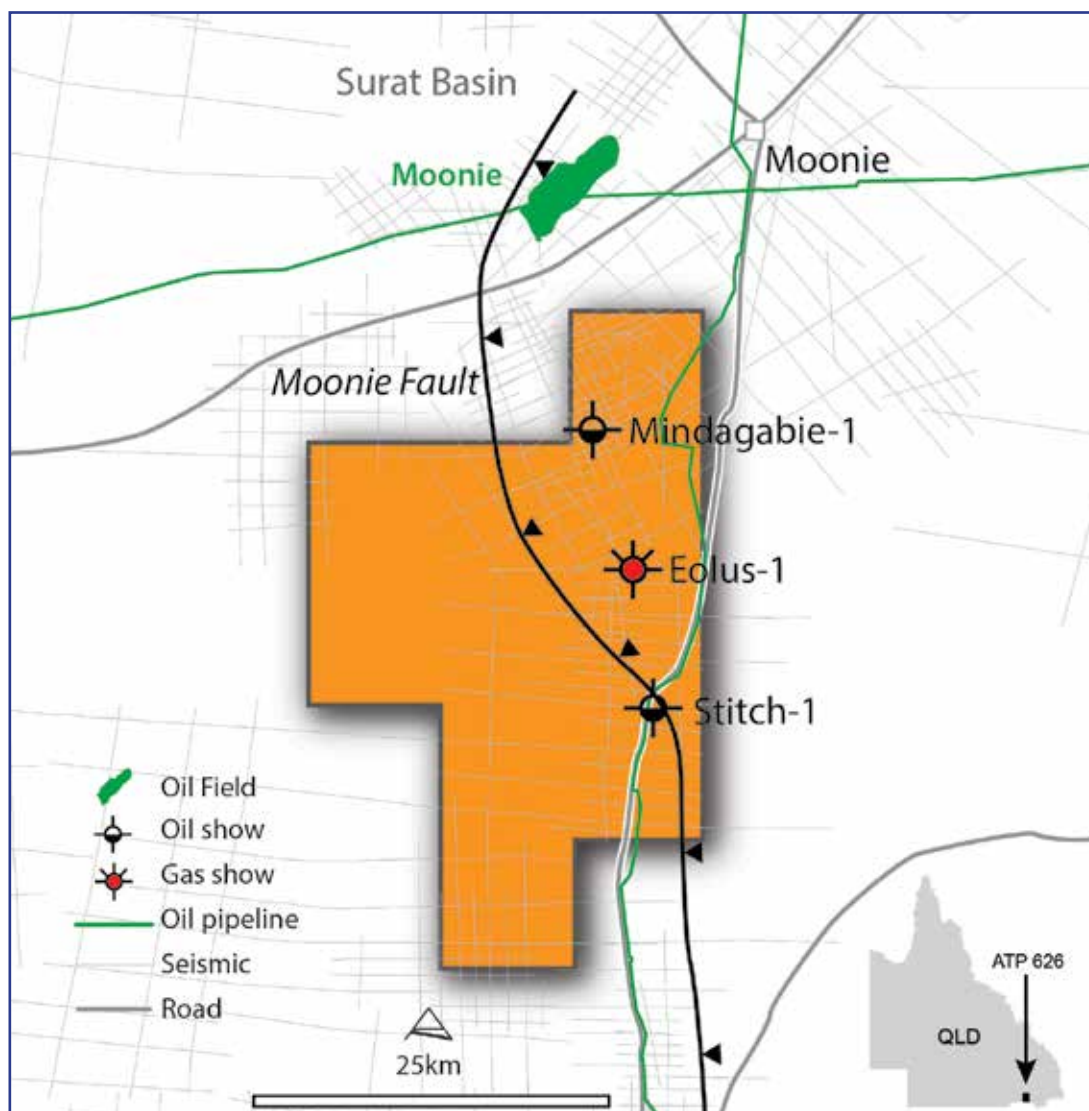 Surat Basin
Moonie
Moonie
Moonie Fault
Mindagabie-1
Eolus-1
Stitch-1
Oil Field
Oil show
Gas show
Oil pipeline
Seismic
Road
25km
ATP 626
QLD